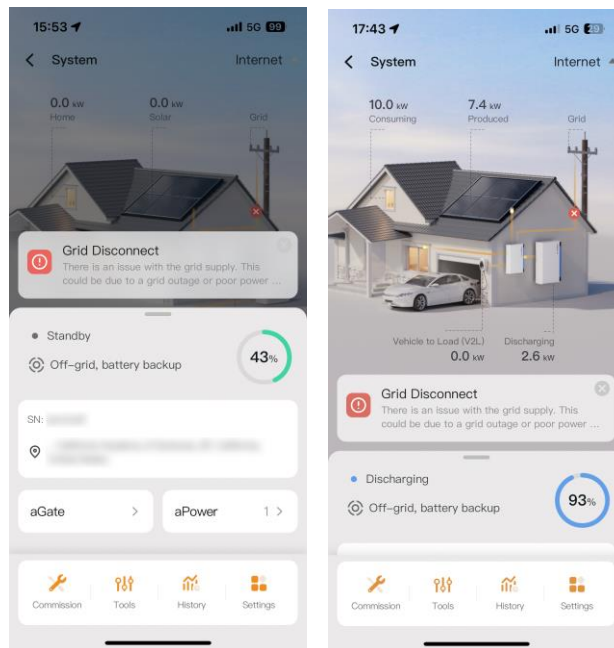 15:53
5G 99
System
Internet
0.0 kW
Home
0.0 kW
Solar
Grid
Grid Disconnect
There is an issue with the grid supply. This
could be due to a grid outage or poor power ...
Standby
Off-grid, battery backup
43%
SN:
aGate
aPower
1
Commission
Tools
History
Settings
17:43
5G
System
Internet
10.0 kW
Consuming
7.4 kW
Produced
Grid
Vehicle to Load (V2L)
0.0 kW
Discharging
2.6 kW
Grid Disconnect
There is an issue with the grid supply. This
could be due to a grid outage or poor power ...
Discharging
Off-grid, battery backup
93%
Commission
Tools
History
Settings